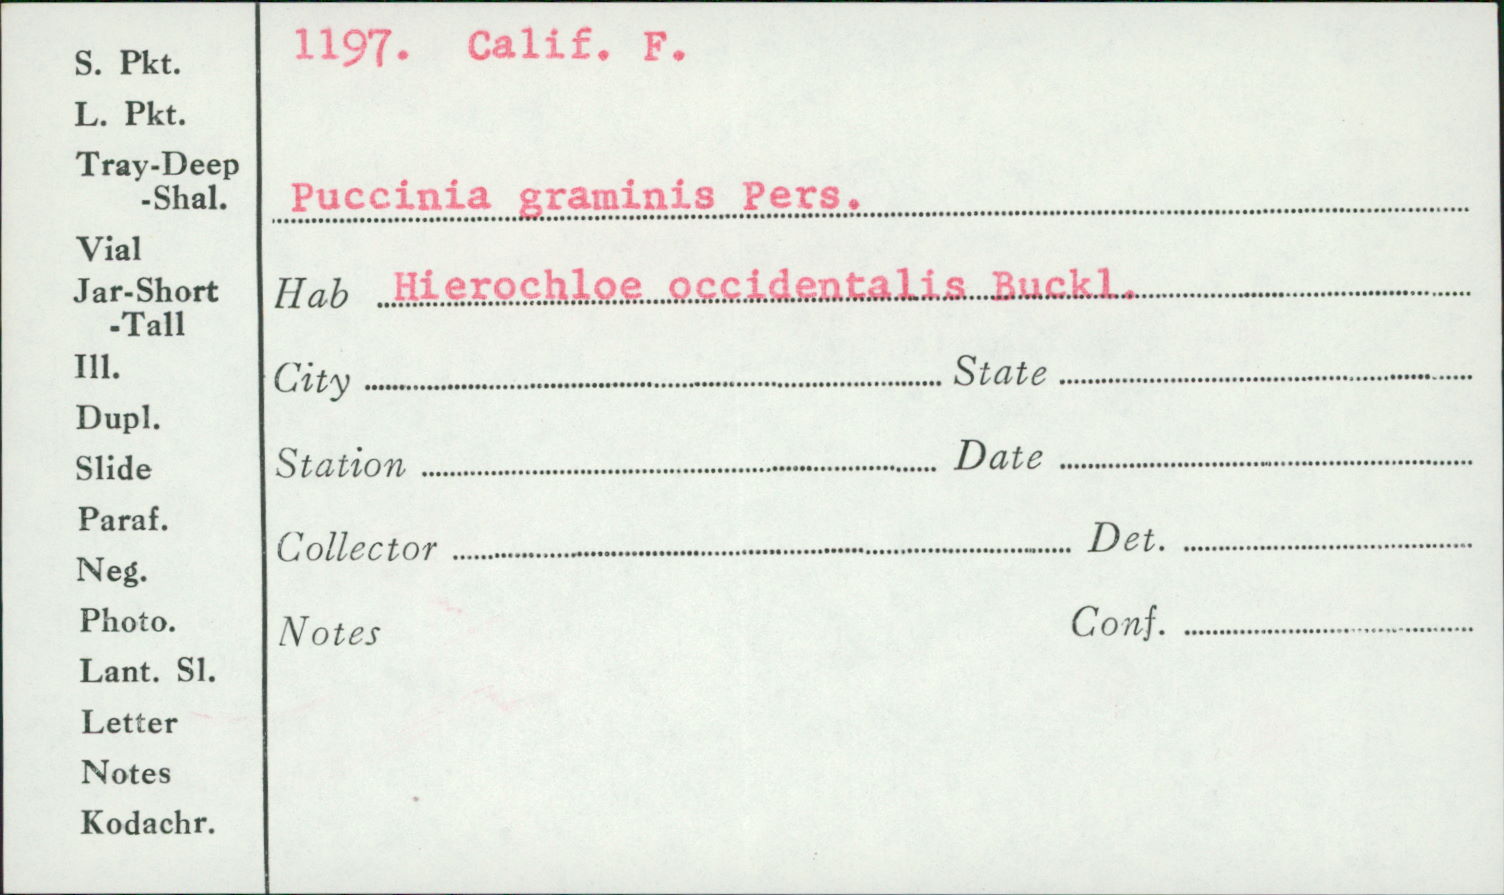 S. Pkt.
L. Pkt.
Tray-Deep
-Shal.
Vial
Jar-Short
-Tall
Ill.
Dupl.
Slide
Paraf.
Neg.
Photo.
Lant. Sl.
Letter
Notes
Kodachr.
1197. Calif. F.
Puccinia graminis Pers.
Hab Hierochloe occidentalis Buckl.
City State
Station Date
Collector Det.
Notes Conf.